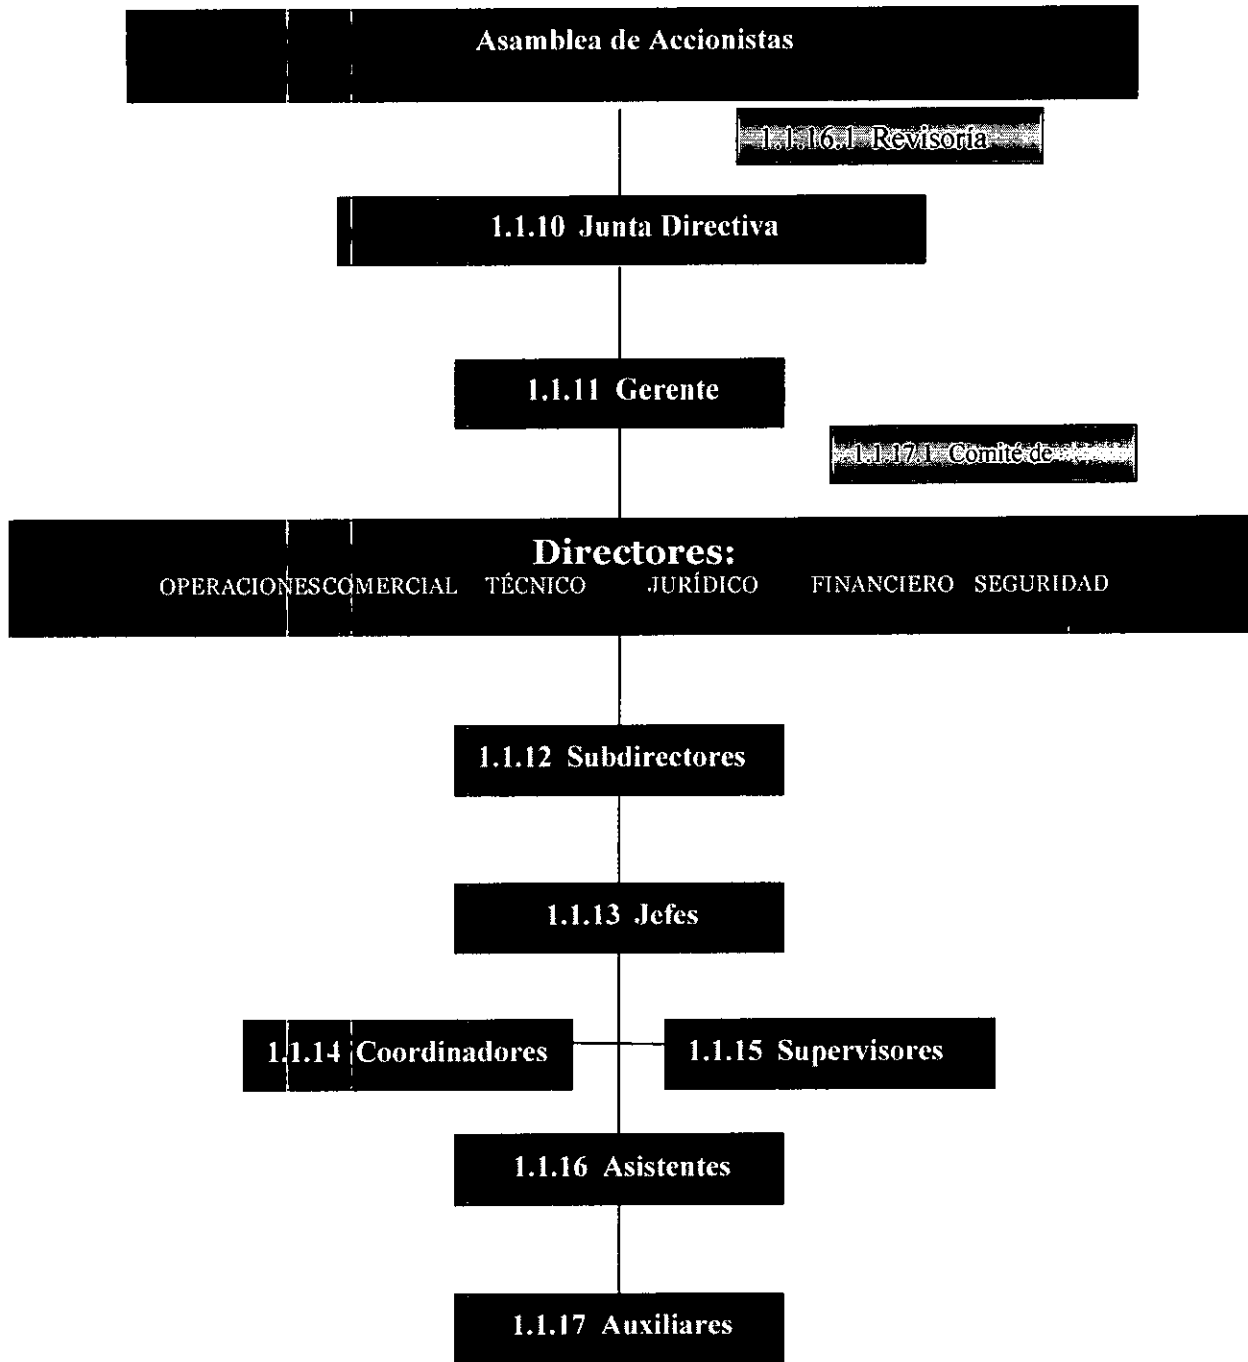 Asamblea de Accionistas
1.1.16.1 Revisoría
1.1.10 Junta Directiva
1.1.11 Gerente
1.1.17.1 Comité de
Directores:
OPERACIONESCOMERCIAL TÉCNICO JURÍDICO FINANCIERO SEGURIDAD
1.1.12 Subdirectores
1.1.13 Jefes
1.1.14 Coordinadores 1.1.15 Supervisores
1.1.16 Asistentes
1.1.17 Auxiliares